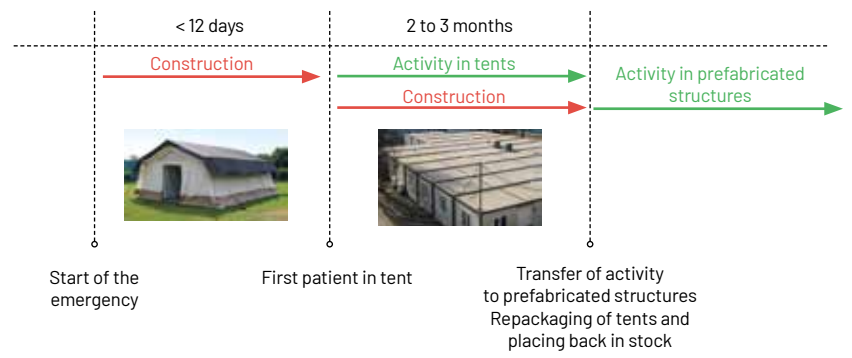 < 12 days
2 to 3 months
Construction
Activity in tents
Construction
Activity in prefabricated
structures
Start of the
emergency
First patient in tent
Transfer of activity
to prefabricated structures
Repackaging of tents and
placing back in stock